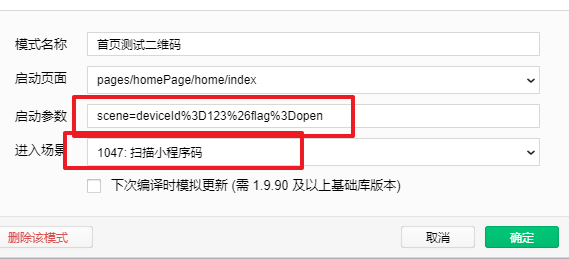 模式名称 首页测试二维码
启动页面 pages/homePage/home/index
启动参数 scene=deviceId%3D123%26flag%3Dopen
进入场景 1047: 扫描小程序码
下次编译时模拟更新 (需 1.9.90 及以上基础库版本)
删除该模式 取消 确定